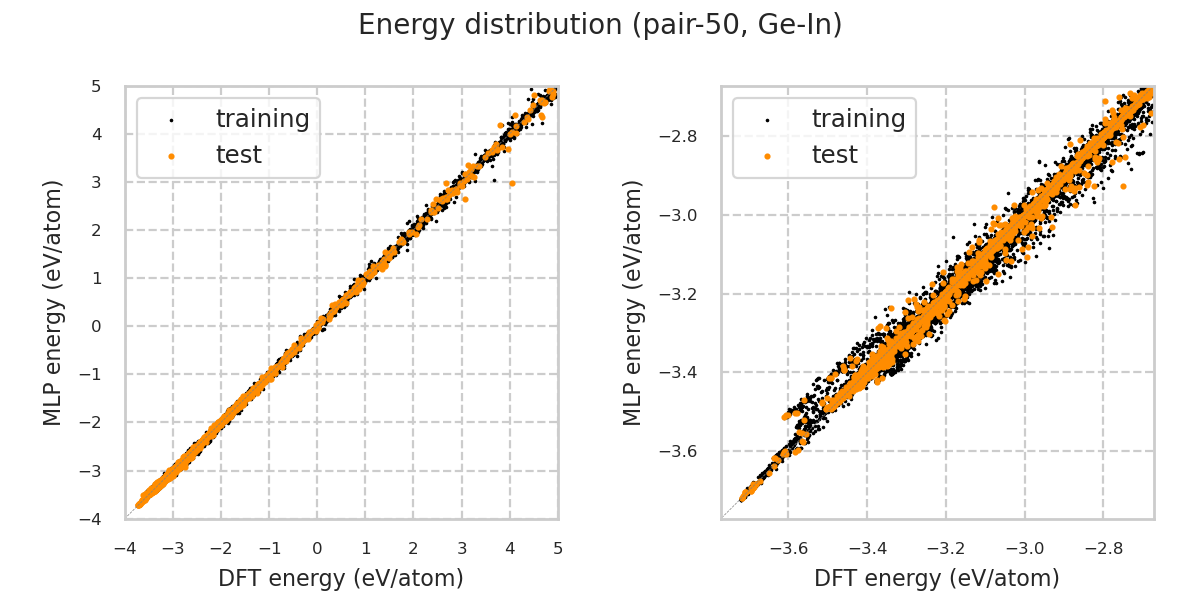 Energy distribution (pair-50, Ge-In)
5
4
3
2
1
0
−1
−2
−3
−4
MLP energy (eV/atom)
training
test
−4 −3 −2 −1 0 1 2 3 4 5
DFT energy (eV/atom)
−2.8
−3.0
−3.2
−3.4
−3.6
MLP energy (eV/atom)
training
test
−3.6 −3.4 −3.2 −3.0 −2.8
DFT energy (eV/atom)